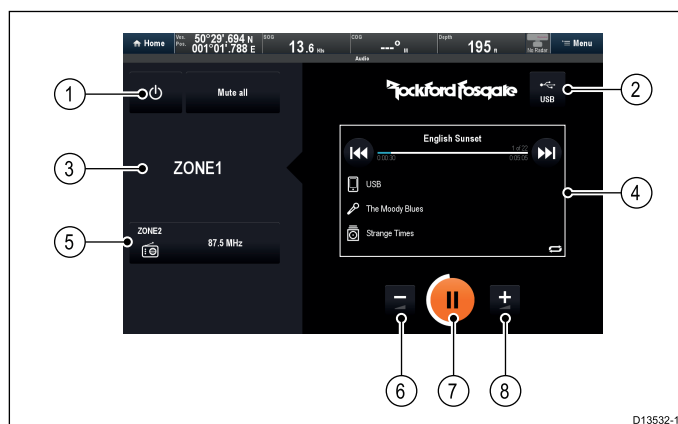 Home
Ves. Pos. 50°29'.694 N 001°01'.788 E
SOG 13.6 kts
COG ---° M
Depth 195 ft
No Radar
Menu
Audio
Mute all
Rockford Fosgate
USB
English Sunset
1 of 22
0:00:30
0:05:05
ZONE1
USB
The Moody Blues
Strange Times
ZONE2
87.5 MHz
1
2
3
4
5
6
7
8
D13532-1